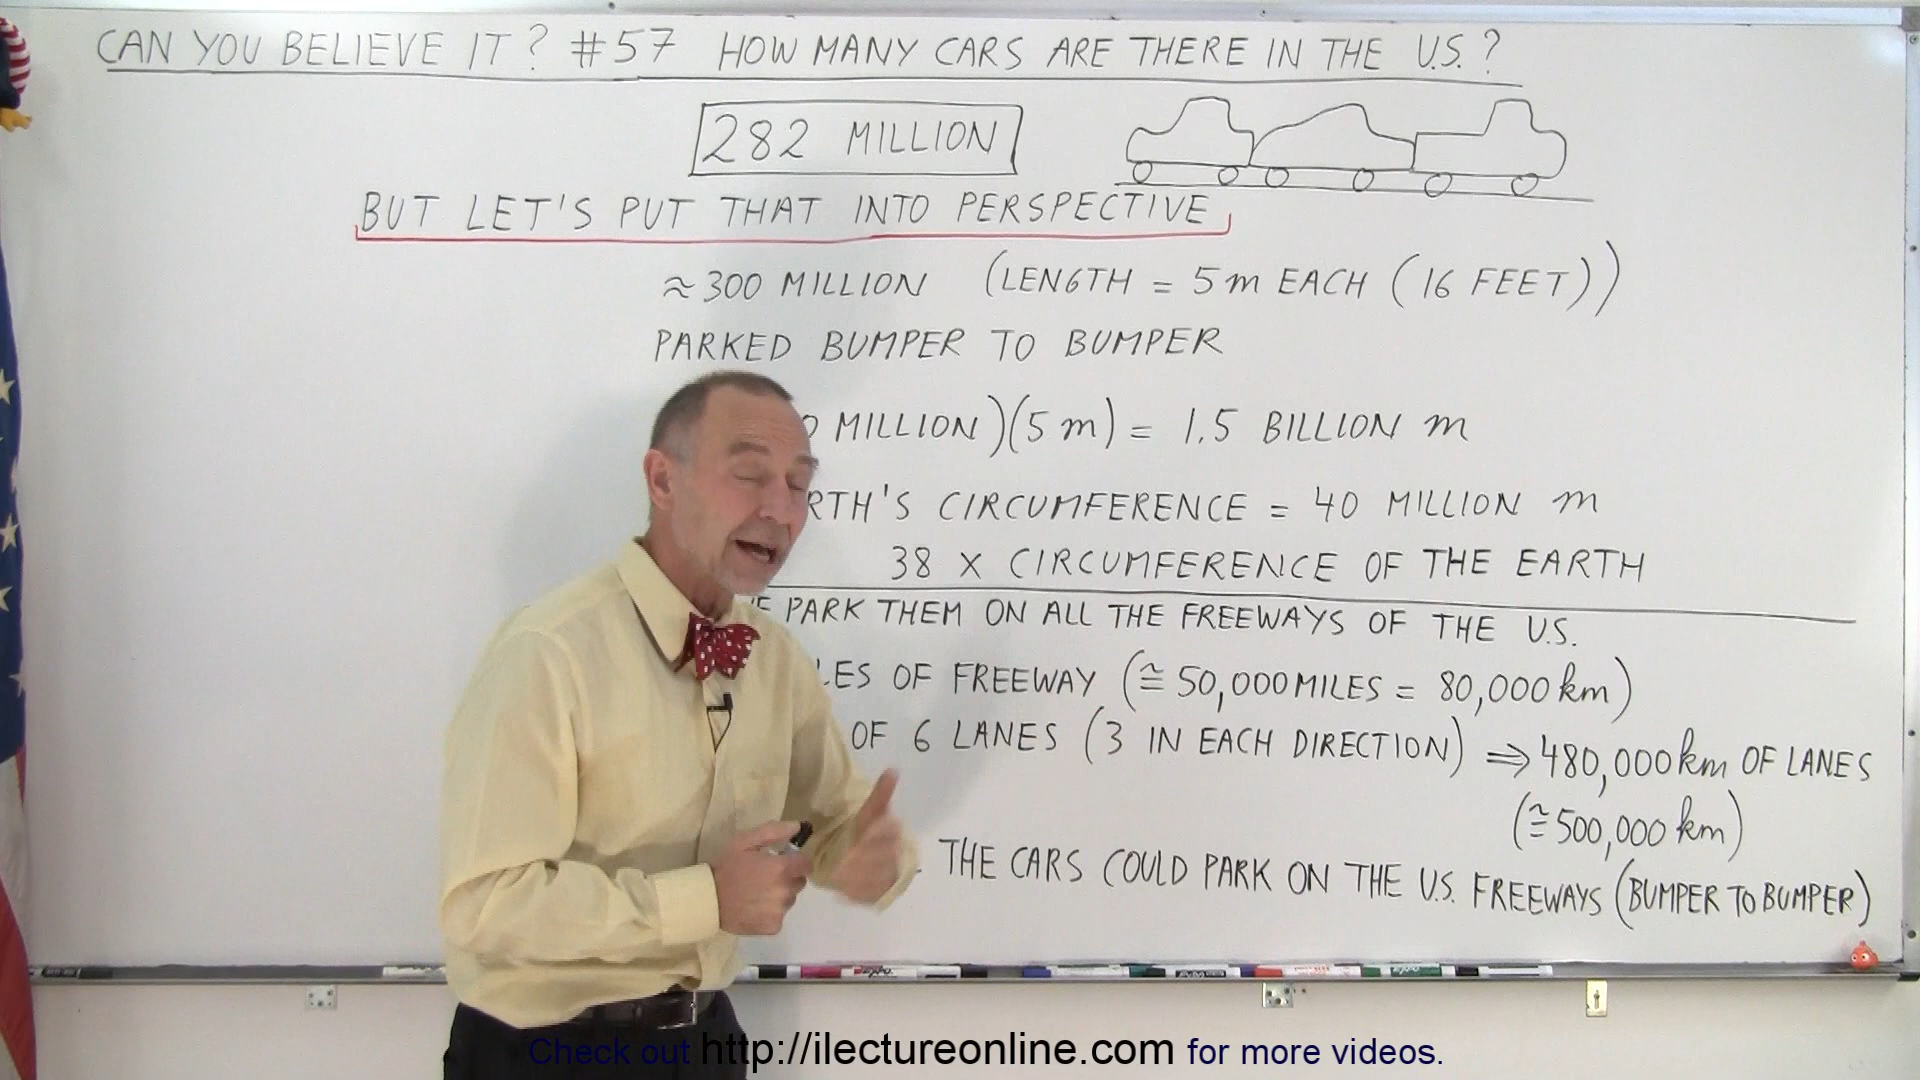 CAN YOU BELIEVE IT? #57 HOW MANY CARS ARE THERE IN THE U.S.?
282 MILLION
BUT LET'S PUT THAT INTO PERSPECTIVE
≈ 300 MILLION (LENGTH = 5m EACH (16 FEET))
PARKED BUMPER TO BUMPER
MILLION)(5 m) = 1.5 BILLION m
RTH'S CIRCUMFERENCE = 40 MILLION m
38 X CIRCUMFERENCE OF THE EARTH
PARK THEM ON ALL THE FREEWAYS OF THE U.S.
LES OF FREEWAY (≅ 50,000 MILES = 80,000 km)
OF 6 LANES (3 IN EACH DIRECTION) ⇒ 480,000 km OF LANES
(≅ 500,000 km)
THE CARS COULD PARK ON THE U.S. FREEWAYS (BUMPER TO BUMPER)
Check out http://ilectureonline.com for more videos.